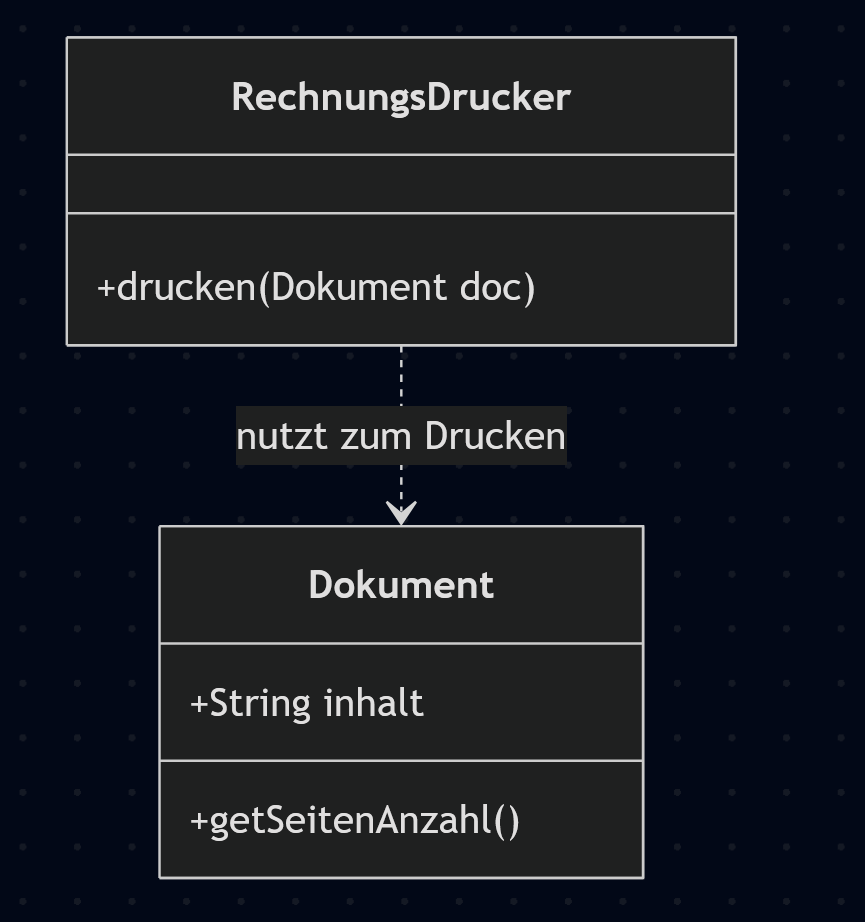 RechnungsDrucker
+drucken(Dokument doc)
nutzt zum Drucken
Dokument
+String inhalt
+getSeitenAnzahl()